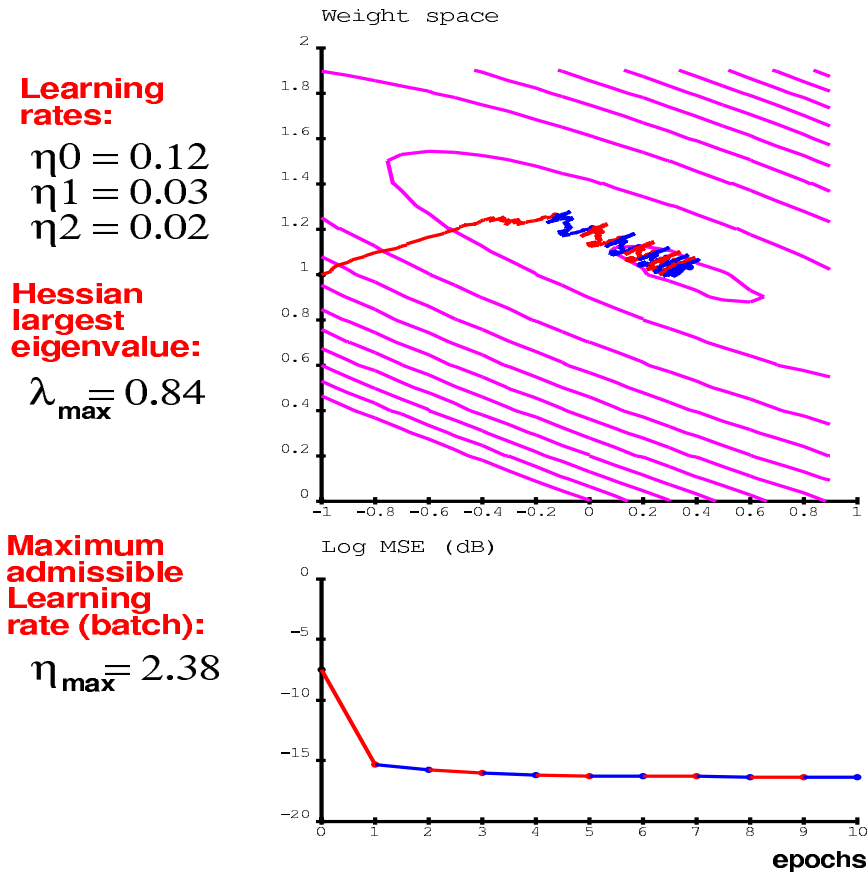 Weight space
Learning
rates:
η0 = 0.12
η1 = 0.03
η2 = 0.02
Hessian
largest
eigenvalue:
λmax = 0.84
2
1.8
1.6
1.4
1.2
1
0.8
0.6
0.4
0.2
0
-1 -0.8 -0.6 -0.4 -0.2 0 0.2 0.4 0.6 0.8 1
Maximum
admissible
Learning
rate (batch):
ηmax = 2.38
Log MSE (dB)
0
-5
-10
-15
-20
0 1 2 3 4 5 6 7 8 9 10
epochs